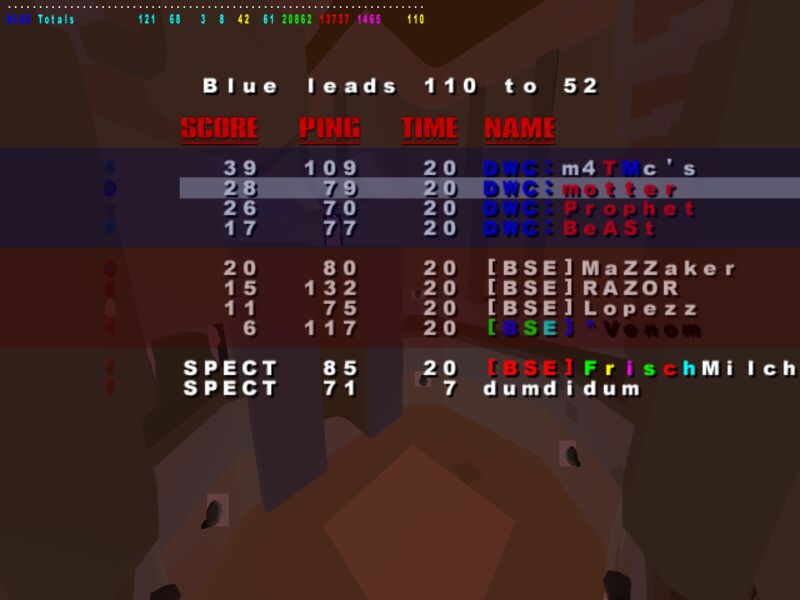 BLUE Totals 121 68 3 8 42 61 20862 13737 1465 110
Blue leads 110 to 52
SCORE PING TIME NAME
39 109 20 DWC:m4TMc's
28 79 20 DWC:motter
26 70 20 DWC:Prophet
17 77 20 DWC:BeASt
20 80 20 [BSE]MaZZaker
15 132 20 [BSE]RAZOR
11 75 20 [BSE]Lopezz
6 117 20 [BSE]^Venom
SPECT 85 20 [BSE]FrischMilch
SPECT 71 7 dumdidum